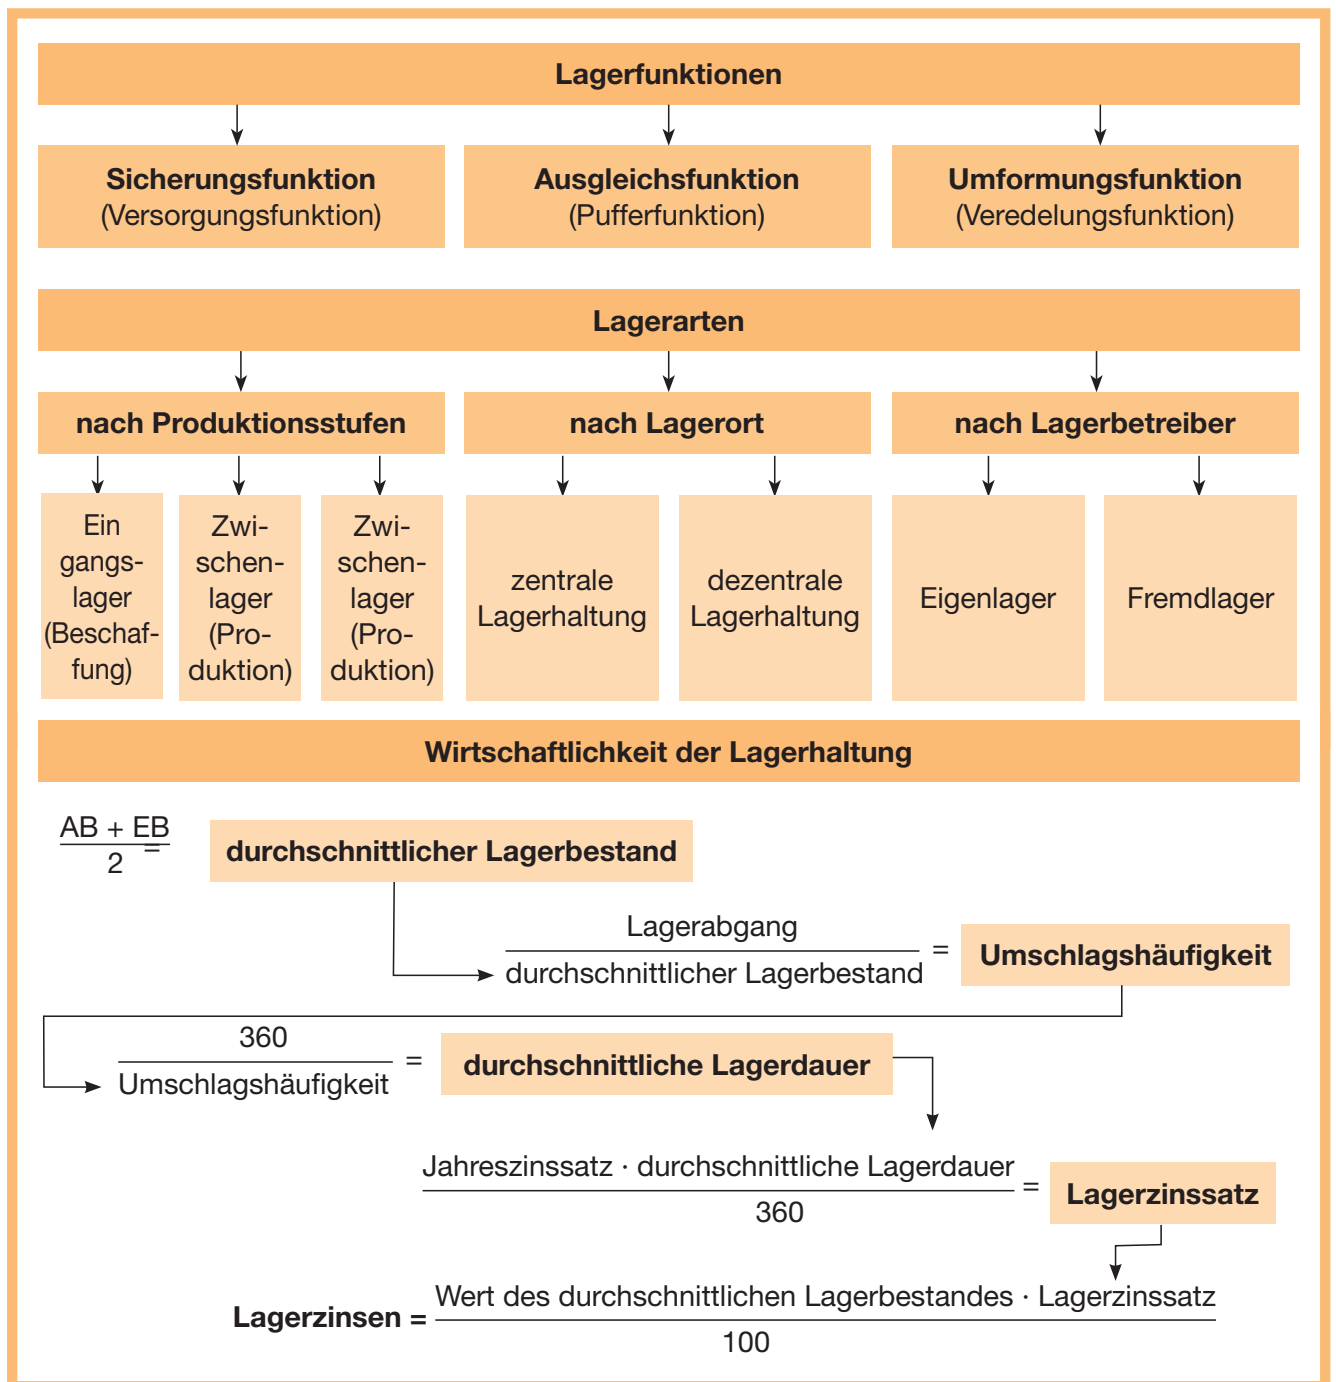 Lagerfunktionen
Sicherungsfunktion
(Versorgungsfunktion)
Ausgleichsfunktion
(Pufferfunktion)
Umformungsfunktion
(Veredelungsfunktion)
Lagerarten
nach Produktionsstufen
nach Lagerort
nach Lagerbetreiber
Ein
gangs-
lager
(Beschaf-
fung)
Zwi-
schen-
lager
(Pro-
duktion)
Zwi-
schen-
lager
(Pro-
duktion)
zentrale
Lagerhaltung
dezentrale
Lagerhaltung
Eigenlager
Fremdlager
Wirtschaftlichkeit der Lagerhaltung
AB + EB
2
=
durchschnittlicher Lagerbestand
Lagerabgang
durchschnittlicher Lagerbestand
=
Umschlagshäufigkeit
360
Umschlagshäufigkeit
=
durchschnittliche Lagerdauer
Jahreszinssatz · durchschnittliche Lagerdauer
360
=
Lagerzinssatz
Lagerzinsen =
Wert des durchschnittlichen Lagerbestandes · Lagerzinssatz
100